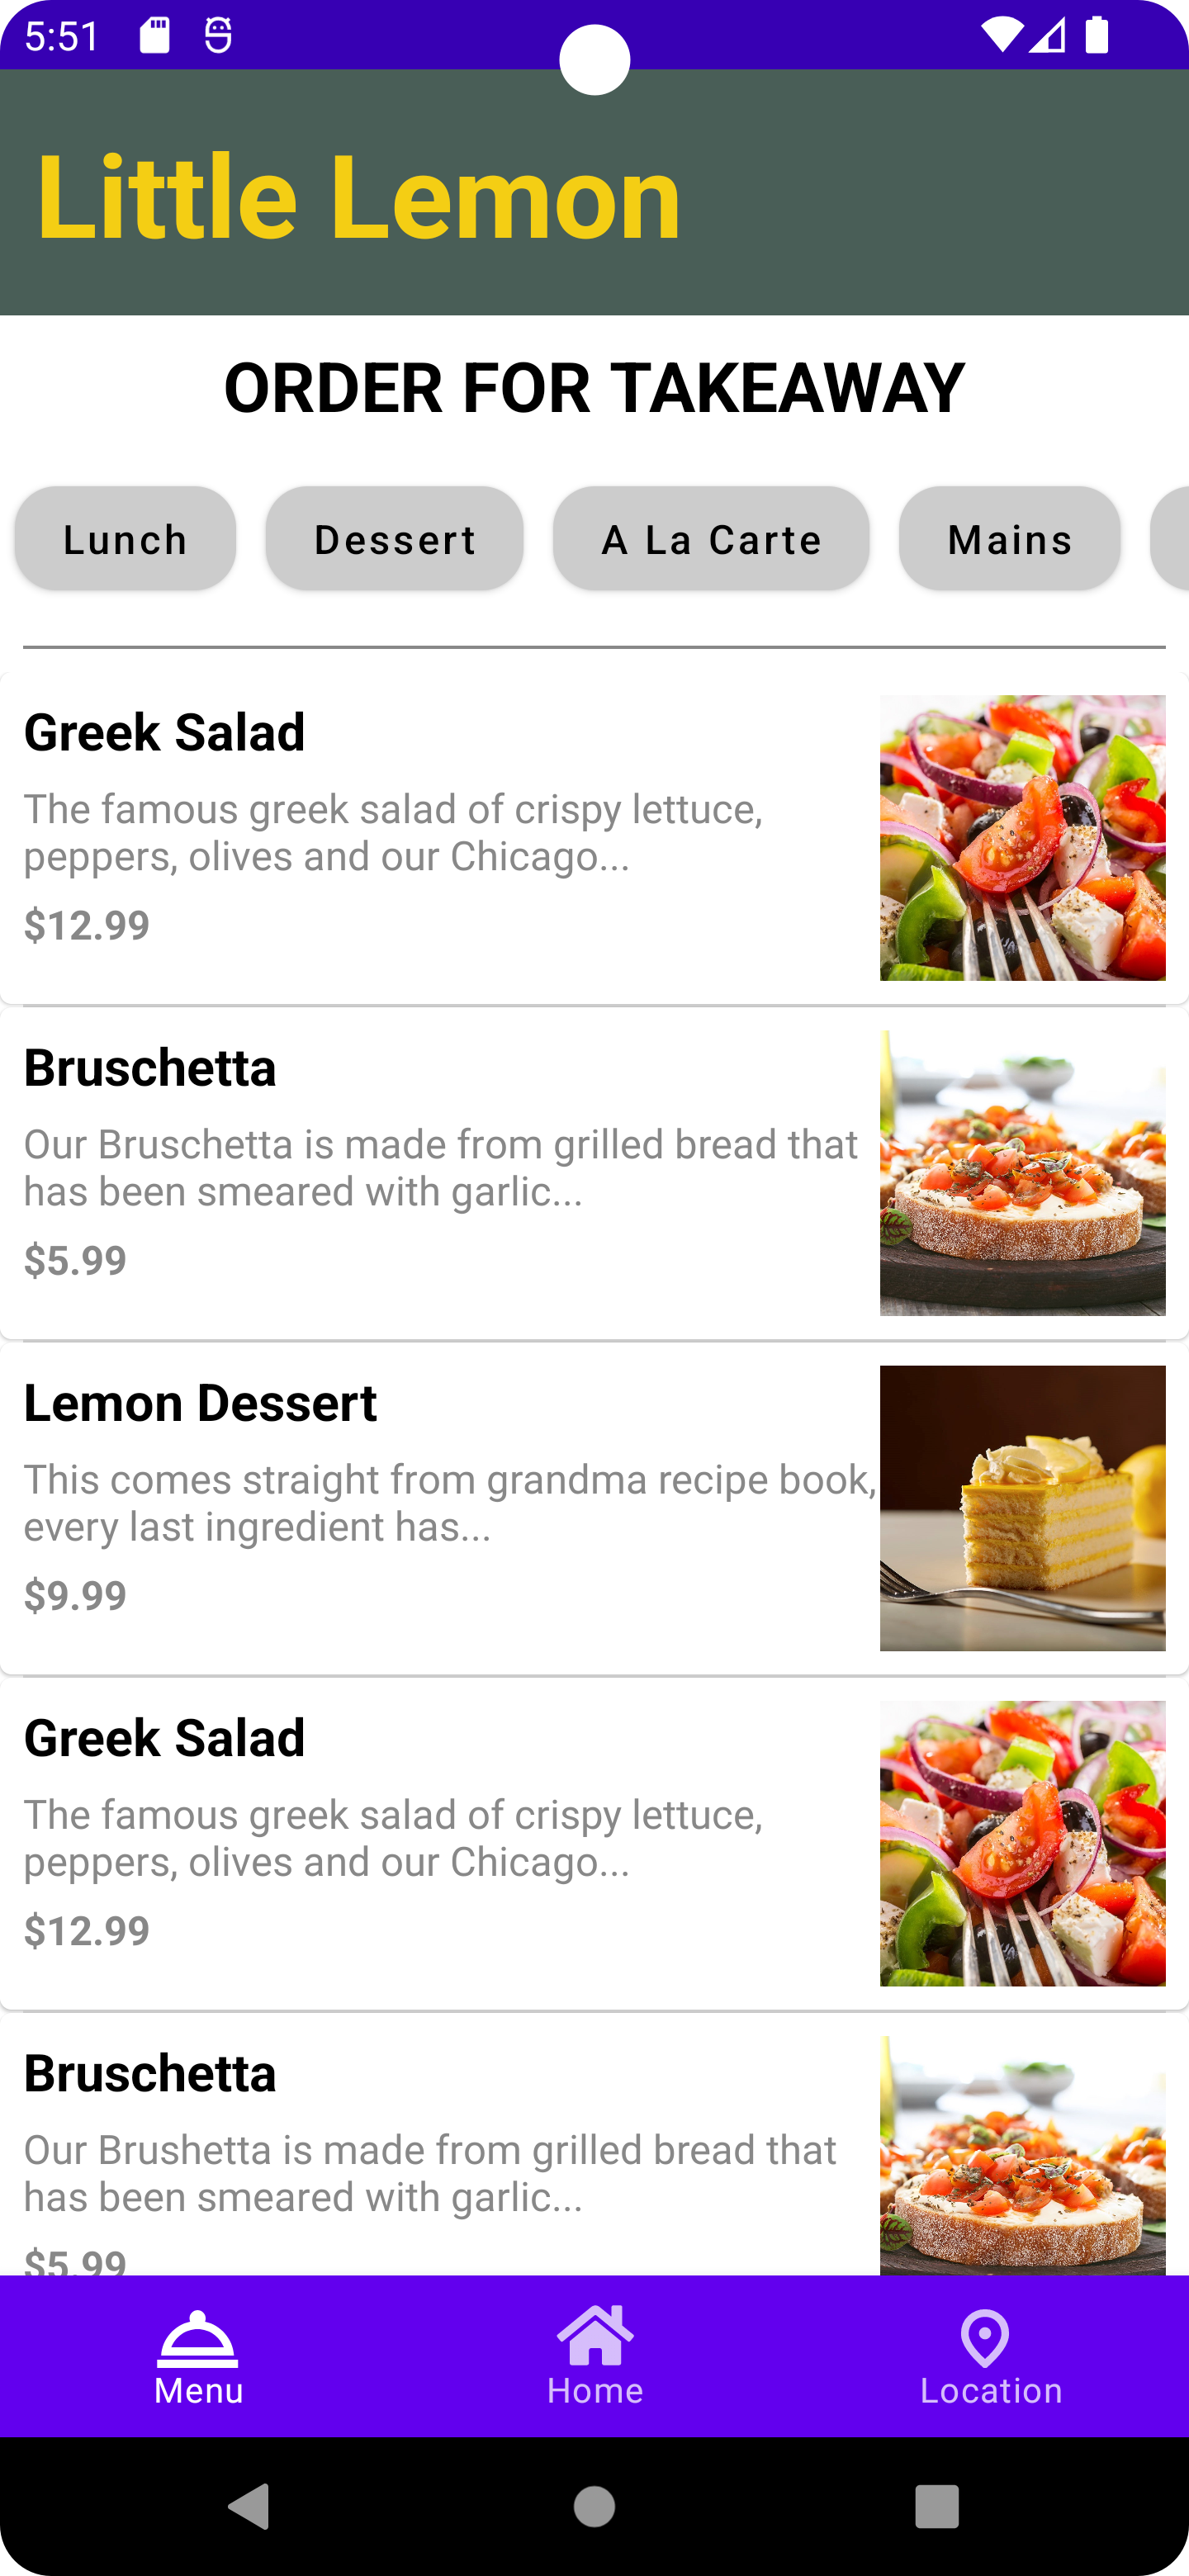 5:51
Little Lemon
ORDER FOR TAKEAWAY
Lunch
Dessert
A La Carte
Mains
Greek Salad
The famous greek salad of crispy lettuce,
peppers, olives and our Chicago...
$12.99
Bruschetta
Our Bruschetta is made from grilled bread that
has been smeared with garlic...
$5.99
Lemon Dessert
This comes straight from grandma recipe book,
every last ingredient has...
$9.99
Greek Salad
The famous greek salad of crispy lettuce,
peppers, olives and our Chicago...
$12.99
Bruschetta
Our Brushetta is made from grilled bread that
has been smeared with garlic...
$5.99
Menu
Home
Location